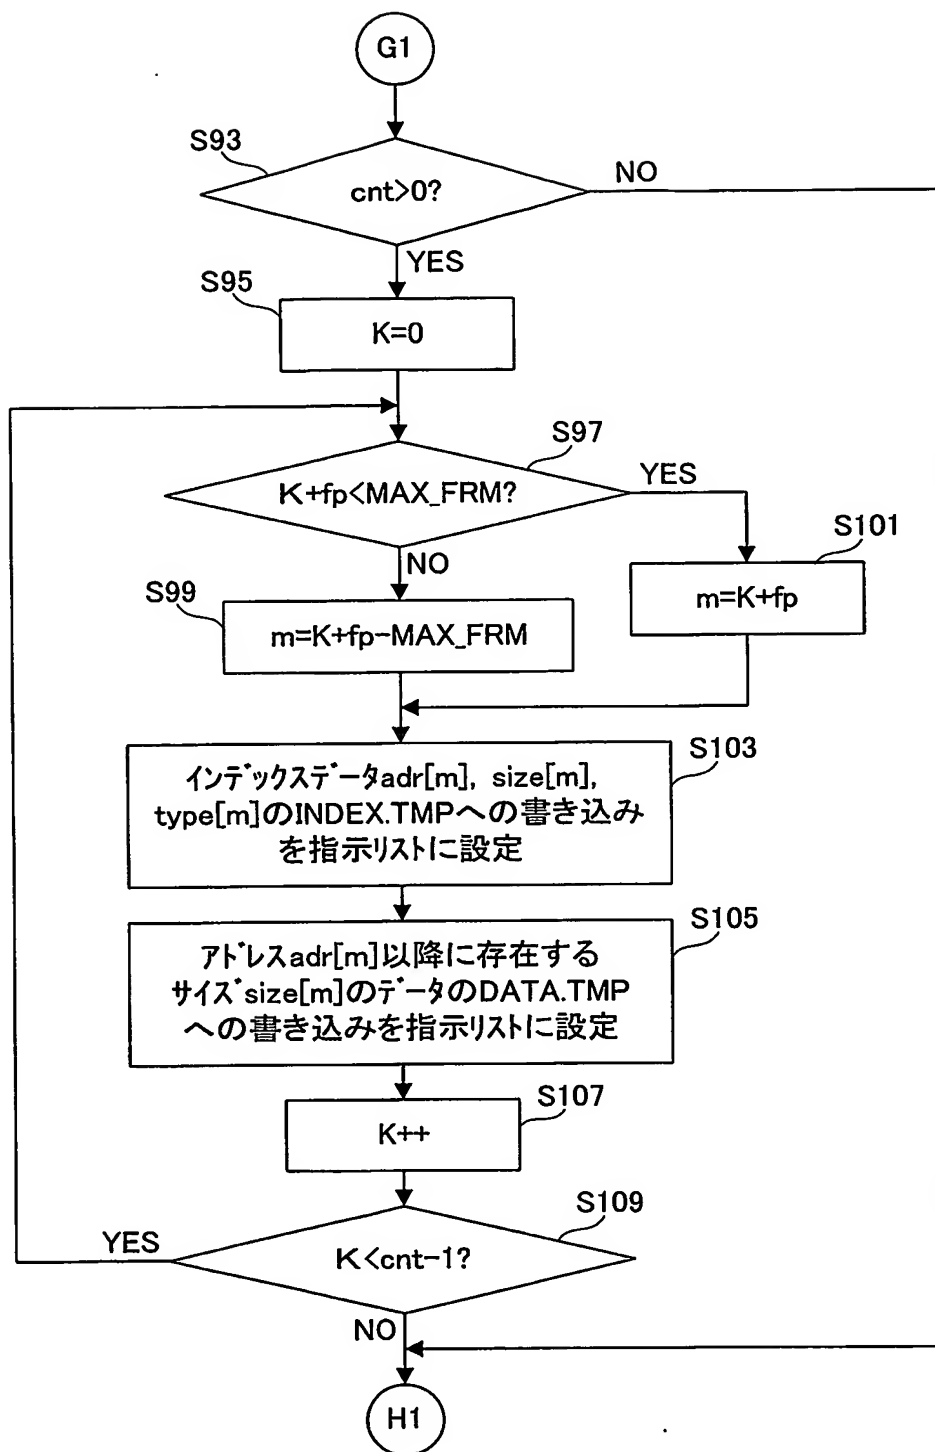 G1
S93
cnt>0?
NO
YES
S95
K=0
S97
K+fp<MAX_FRM?
YES
NO
S101
m=K+fp
S99
m=K+fp-MAX_FRM
S103
インデックスデータadr[m], size[m],
type[m]のINDEX.TMPへの書き込み
を指示リストに設定
S105
アドレスadr[m]以降に存在する
サイズsize[m]のデータのDATA.TMP
への書き込みを指示リストに設定
S107
K++
S109
YES
K<cnt-1?
NO
H1